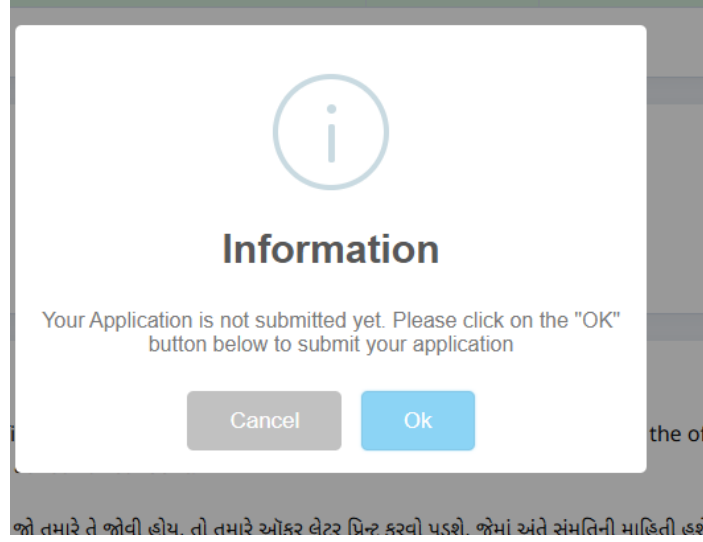 Information
Your Application is not submitted yet. Please click on the "OK"
button below to submit your application
Cancel
Ok
the of
જો તમારે તે જોવી હોય, તો તમારે ઑફર લેટર પ્રિન્ટ કરવો પડશે, જેમાં અંતે સંમતિની માહિતી હશે